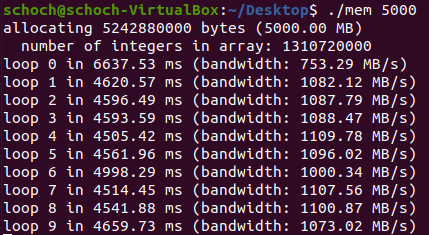 schoch@schoch-VirtualBox:~/Desktop$ ./mem 5000
allocating 5242880000 bytes (5000.00 MB)
  number of integers in array: 1310720000
loop 0 in 6637.53 ms (bandwidth: 753.29 MB/s)
loop 1 in 4620.57 ms (bandwidth: 1082.12 MB/s)
loop 2 in 4596.49 ms (bandwidth: 1087.79 MB/s)
loop 3 in 4593.59 ms (bandwidth: 1088.47 MB/s)
loop 4 in 4505.42 ms (bandwidth: 1109.78 MB/s)
loop 5 in 4561.96 ms (bandwidth: 1096.02 MB/s)
loop 6 in 4998.29 ms (bandwidth: 1000.34 MB/s)
loop 7 in 4514.45 ms (bandwidth: 1107.56 MB/s)
loop 8 in 4541.88 ms (bandwidth: 1100.87 MB/s)
loop 9 in 4659.73 ms (bandwidth: 1073.02 MB/s)